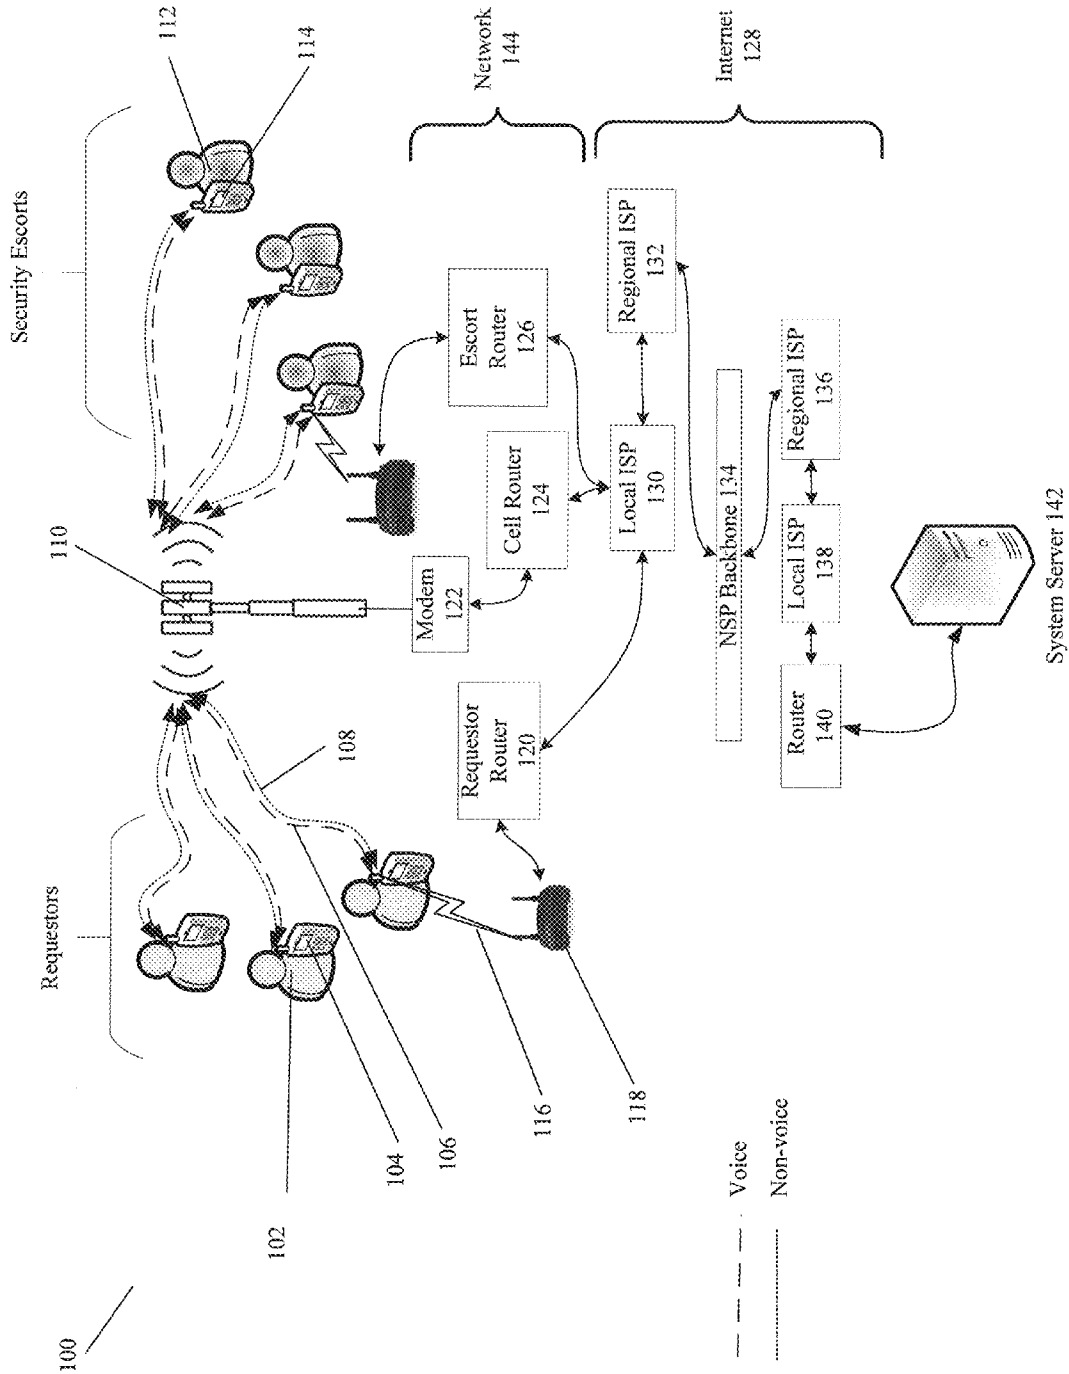 100
Requestors
Security Escorts
110
112
114
102
104
106
108
116
118
Modem
122
Requestor
Router
120
Cell Router
124
Escort
Router
126
Network
144
Local ISP
130
Regional ISP
132
NSP Backbone 134
Internet
128
Router
140
Local ISP
138
Regional ISP
136
System Server 142
Voice
Non-voice